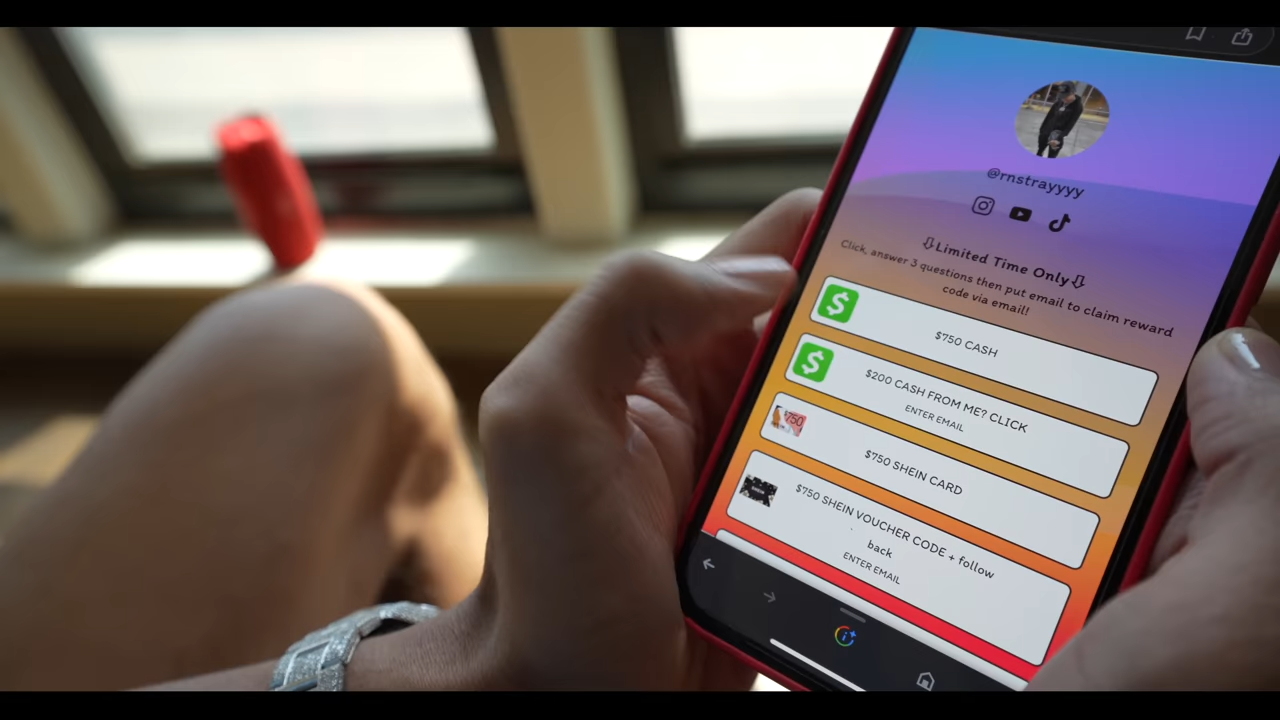 @rnstrayyyy
⇩Limited Time Only⇩
Click, answer 3 questions then put email to claim reward
code via email!
$
$750 CASH
$
$200 CASH FROM ME? CLICK
ENTER EMAIL
$750
$750 SHEIN CARD
$750 SHEIN VOUCHER CODE + follow
back
ENTER EMAIL